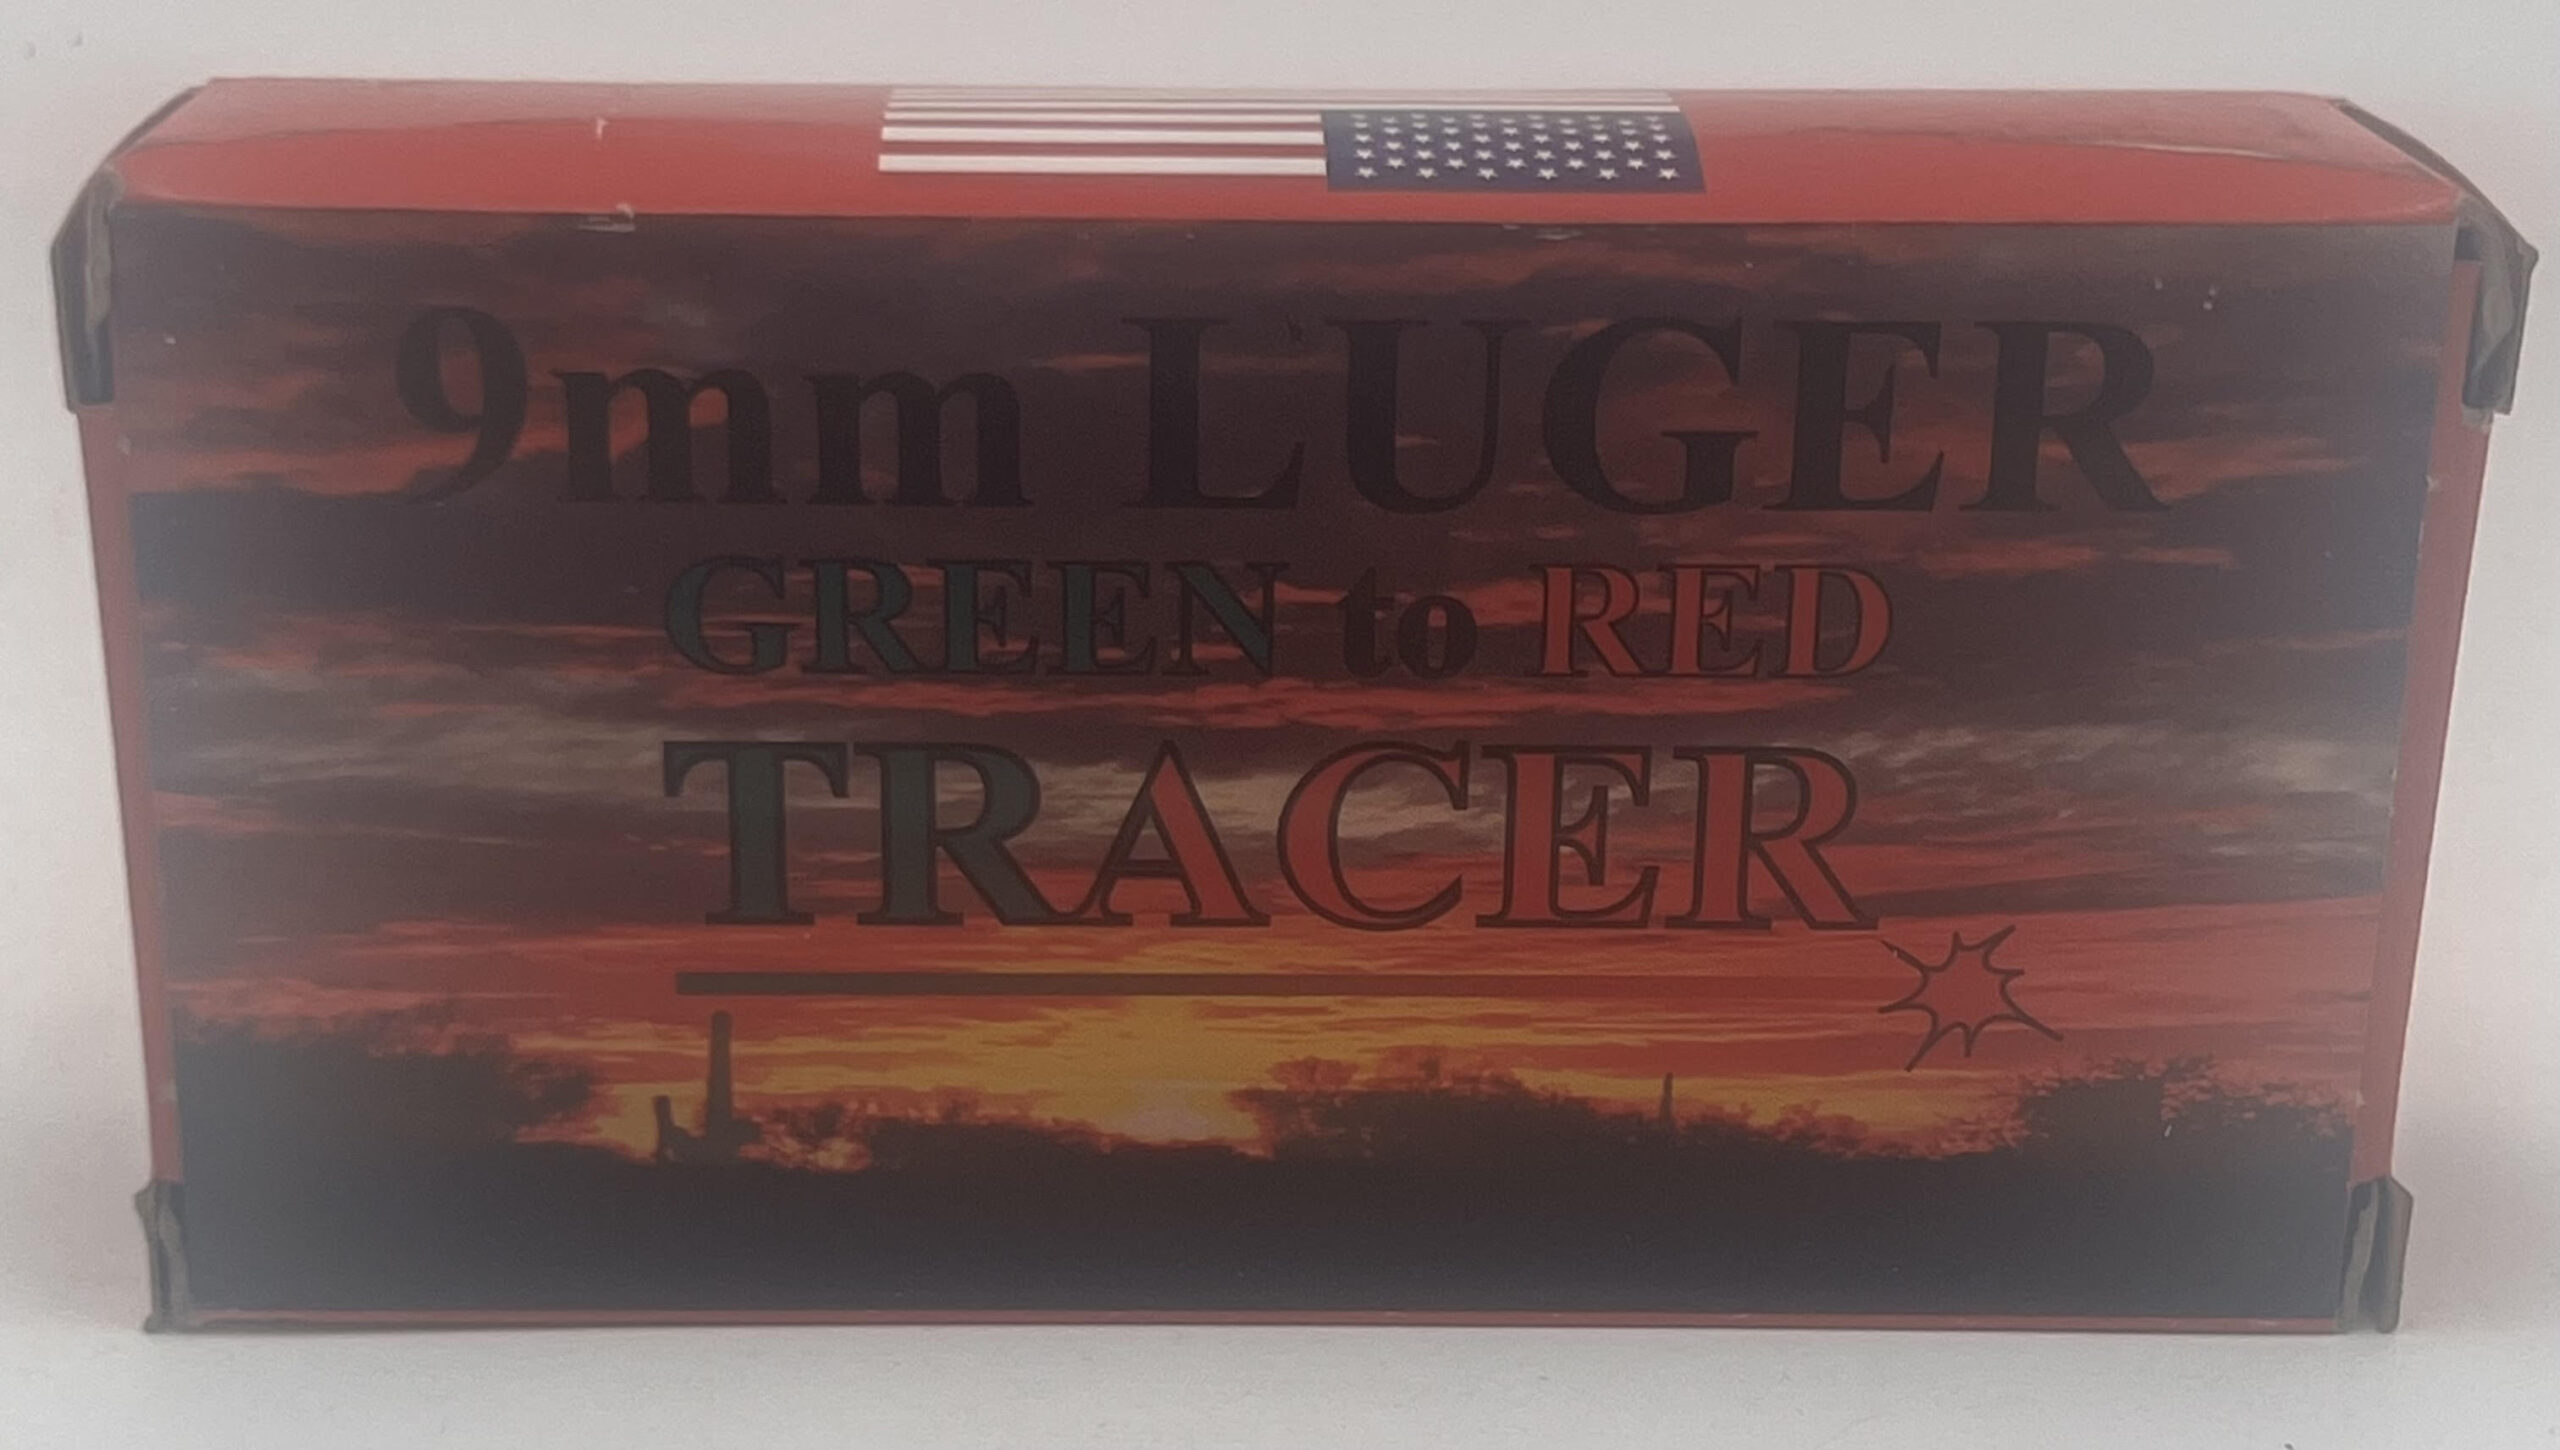 9mm LUGER
GREEN to RED
TRACER